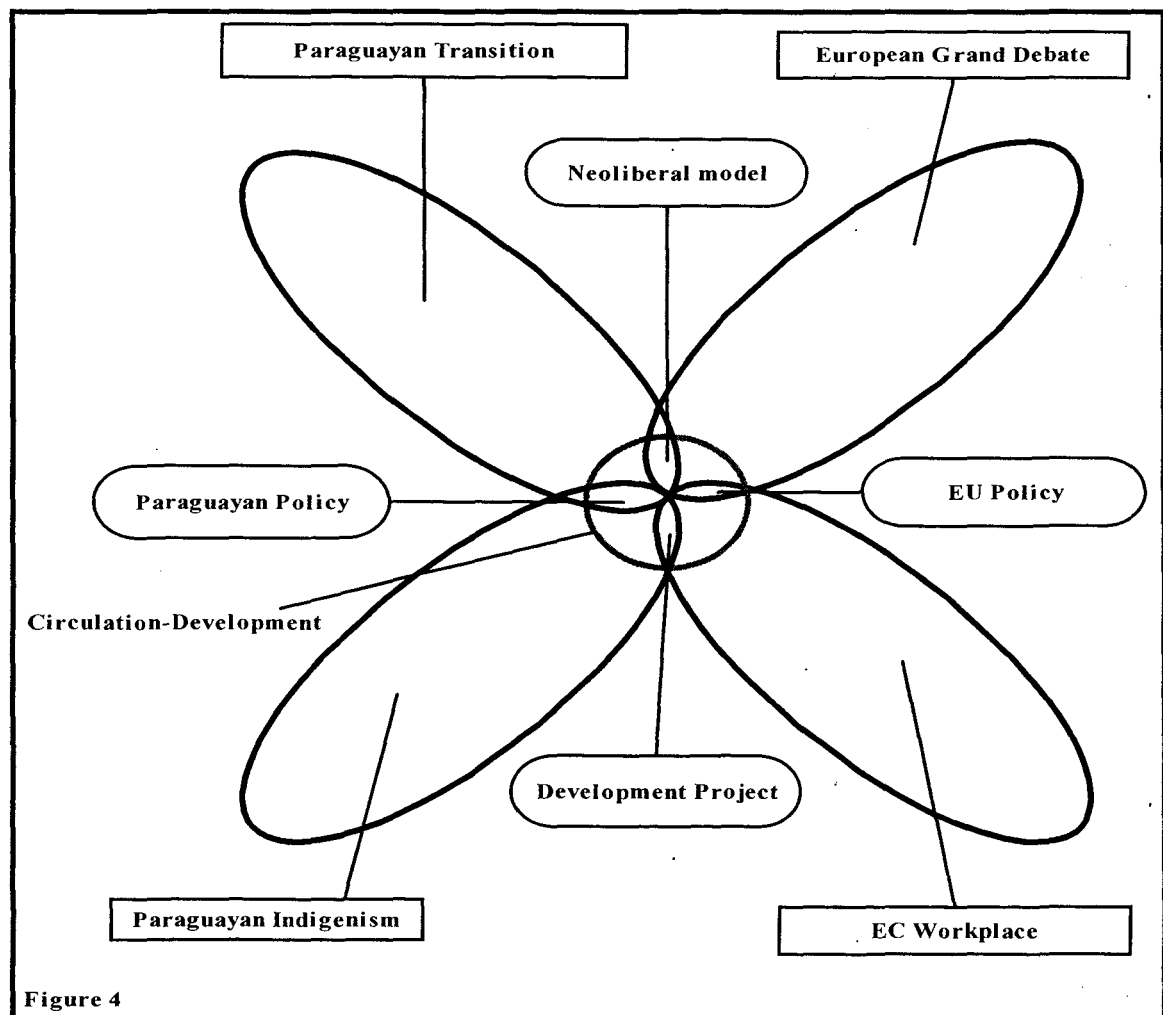 Paraguayan Transition
European Grand Debate
Neoliberal model
Paraguayan Policy
EU Policy
Circulation-Development
Development Project
Paraguayan Indigenism
EC Workplace
Figure 4